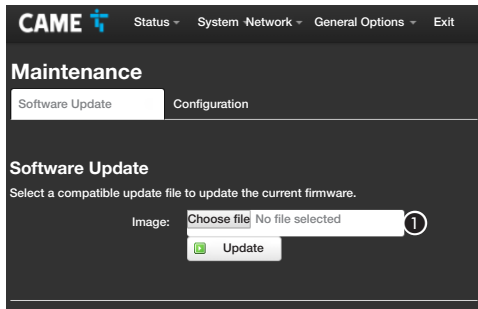 CAME Status System Network General Options Exit
Maintenance
Software Update Configuration
Software Update
Select a compatible update file to update the current firmware.
Image: Choose file No file selected 1
Update